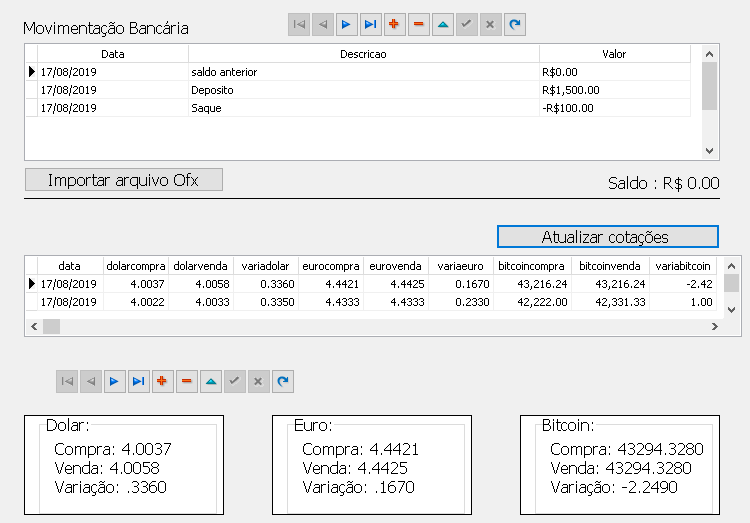 Movimentação Bancária
Data Descricao Valor
17/08/2019 saldo anterior R$0.00
17/08/2019 Deposito R$1,500.00
17/08/2019 Saque -R$100.00
Importar arquivo Ofx
Saldo : R$ 0.00
Atualizar cotações
data dolarcompra dolarvenda variadolar eurocompra eurovenda variaeuro bitcoincompra bitcoinvenda variabitcoin
17/08/2019 4.0037 4.0058 0.3360 4.4421 4.4425 0.1670 43,216.24 43,216.24 -2.42
17/08/2019 4.0022 4.0033 0.3350 4.4333 4.4333 0.2330 42,222.00 42,331.33 1.00
Dolar:
Compra: 4.0037
Venda: 4.0058
Variação: .3360
Euro:
Compra: 4.4421
Venda: 4.4425
Variação: .1670
Bitcoin:
Compra: 43294.3280
Venda: 43294.3280
Variação: -2.2490